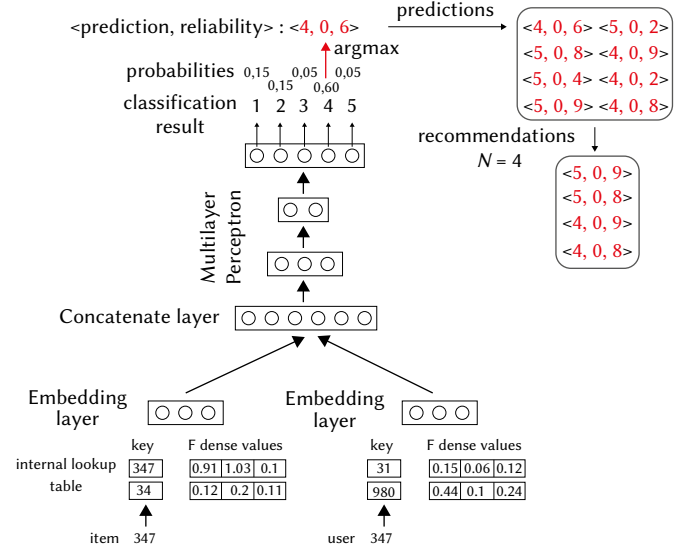 predictions
<prediction, reliability> : <4, 0, 6>
argmax
probabilities 0,15 0,15 0,05 0,60 0,05
classification result
1 2 3 4 5
<4, 0, 6> <5, 0, 2>
<5, 0, 8> <4, 0, 9>
<5, 0, 4> <4, 0, 2>
<5, 0, 9> <4, 0, 8>
recommendations
N = 4
<5, 0, 9>
<5, 0, 8>
<4, 0, 9>
<4, 0, 8>
Multilayer
Perceptron
Concatenate layer
Embedding
layer
key F dense values
internal lookup
table
347 0.91 1.03 0.1
34 0.12 0.2 0.11
item 347
Embedding
layer
key F dense values
31 0.15 0.06 0.12
980 0.44 0.1 0.24
user 347